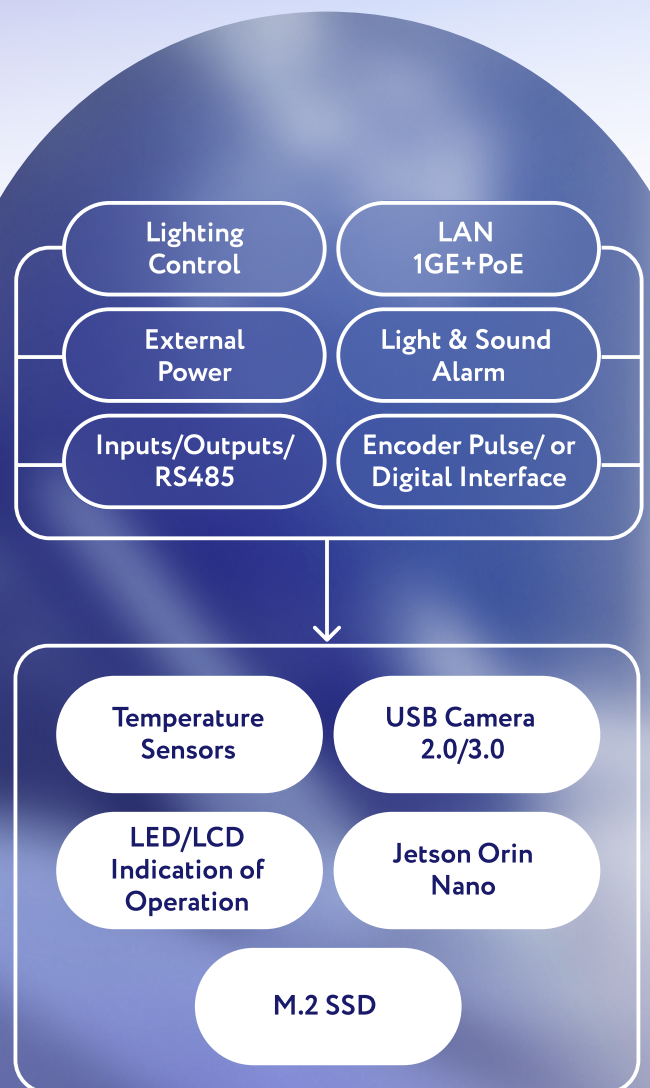 Lighting
Control
LAN
1GE+PoE
External
Power
Light & Sound
Alarm
Inputs/Outputs/
RS485
Encoder Pulse/ or
Digital Interface
Temperature
Sensors
USB Camera
2.0/3.0
LED/LCD
Indication of
Operation
Jetson Orin
Nano
M.2 SSD